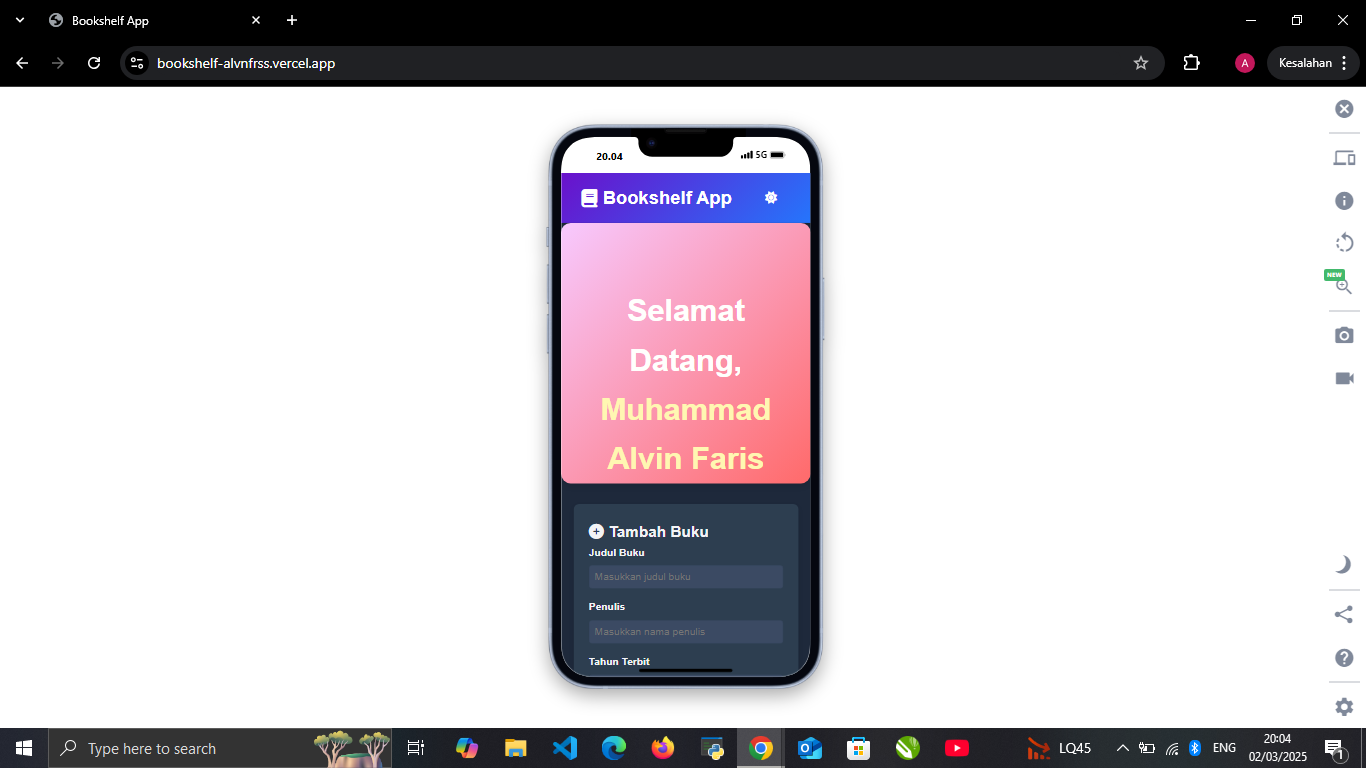 Bookshelf App
bookshelf-alvnfrss.vercel.app
A
Kesalahan
20.04
5G
Bookshelf App
Selamat
Datang,
Muhammad
Alvin Faris
Tambah Buku
Judul Buku
Masukkan judul buku
Penulis
Masukkan nama penulis
Tahun Terbit
NEW
Type here to search
LQ45
ENG
20:04
02/03/2025
1